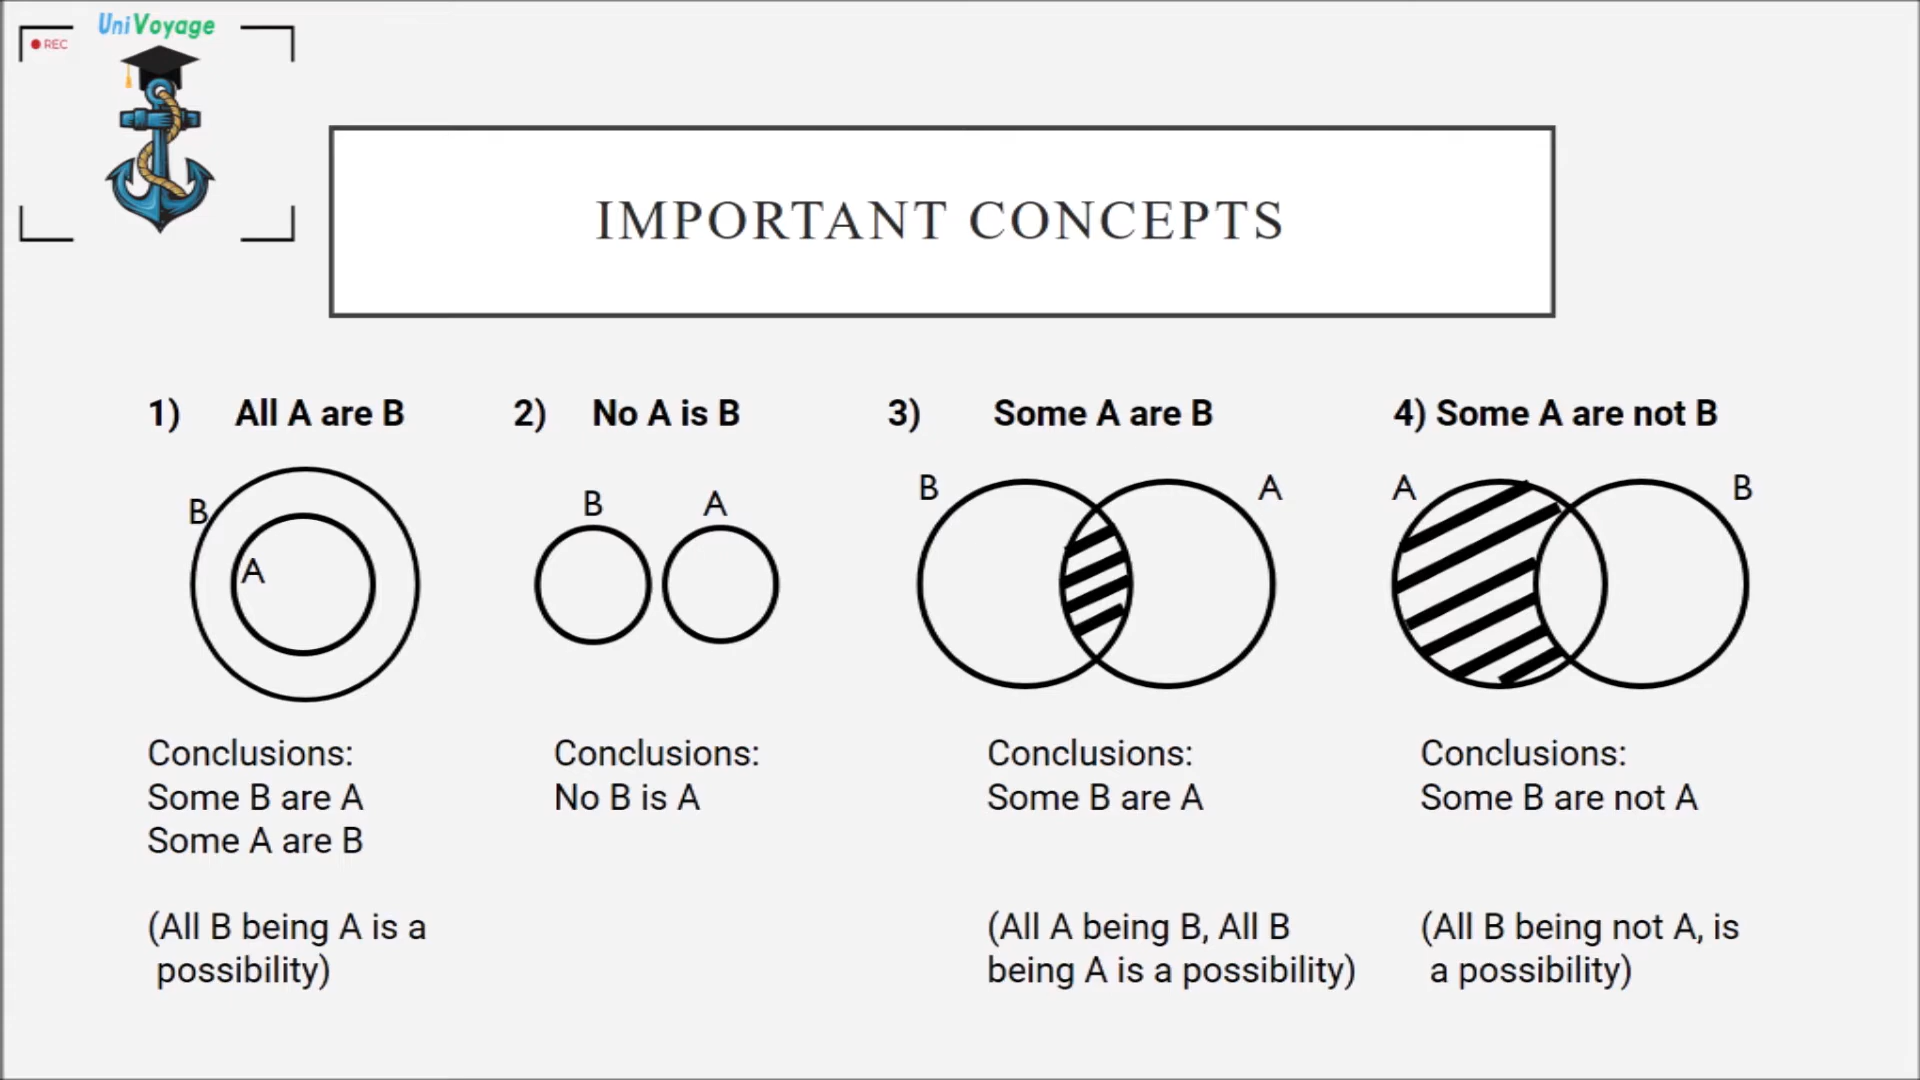 UniVoyage
REC
IMPORTANT CONCEPTS
1) All A are B
B
A
Conclusions:
Some B are A
Some A are B
(All B being A is a
possibility)
2) No A is B
B A
Conclusions:
No B is A
3) Some A are B
B A
Conclusions:
Some B are A
(All A being B, All B
being A is a possibility)
4) Some A are not B
A B
Conclusions:
Some B are not A
(All B being not A, is
a possibility)